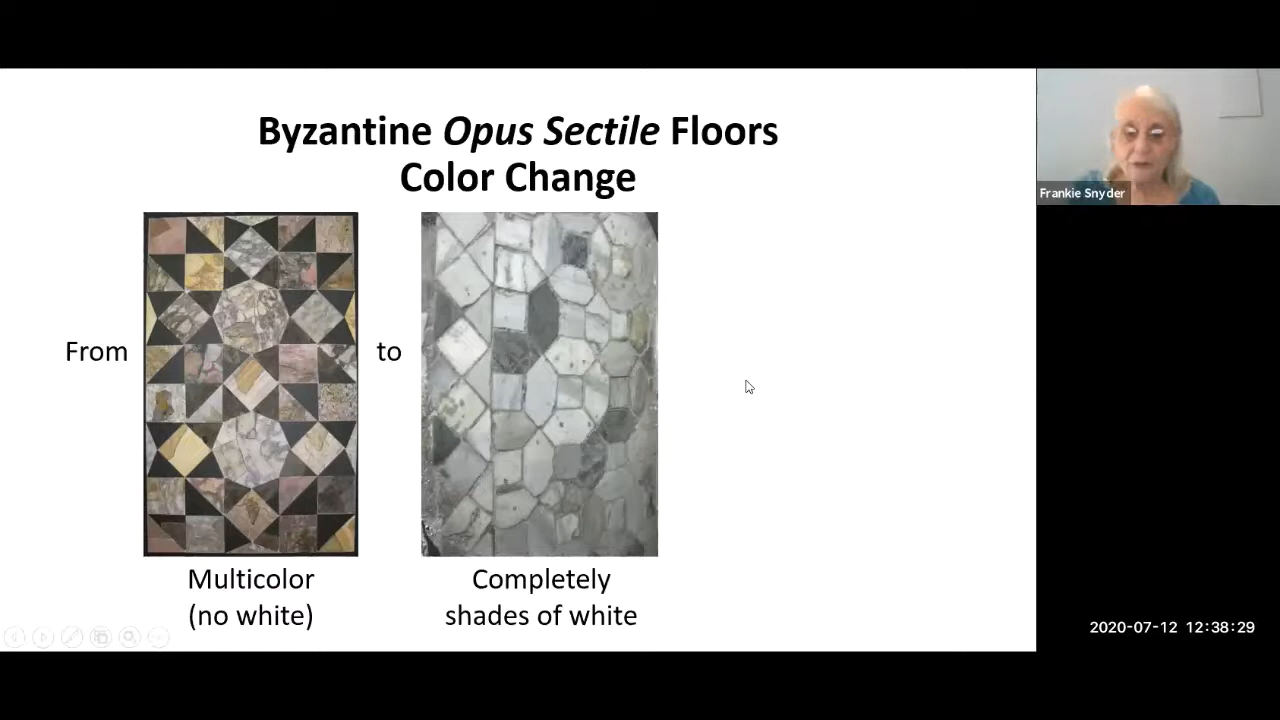 Byzantine Opus Sectile Floors
Color Change
From
to
Multicolor
(no white)
Completely
shades of white
Frankie Snyder
2020-07-12 12:38:29